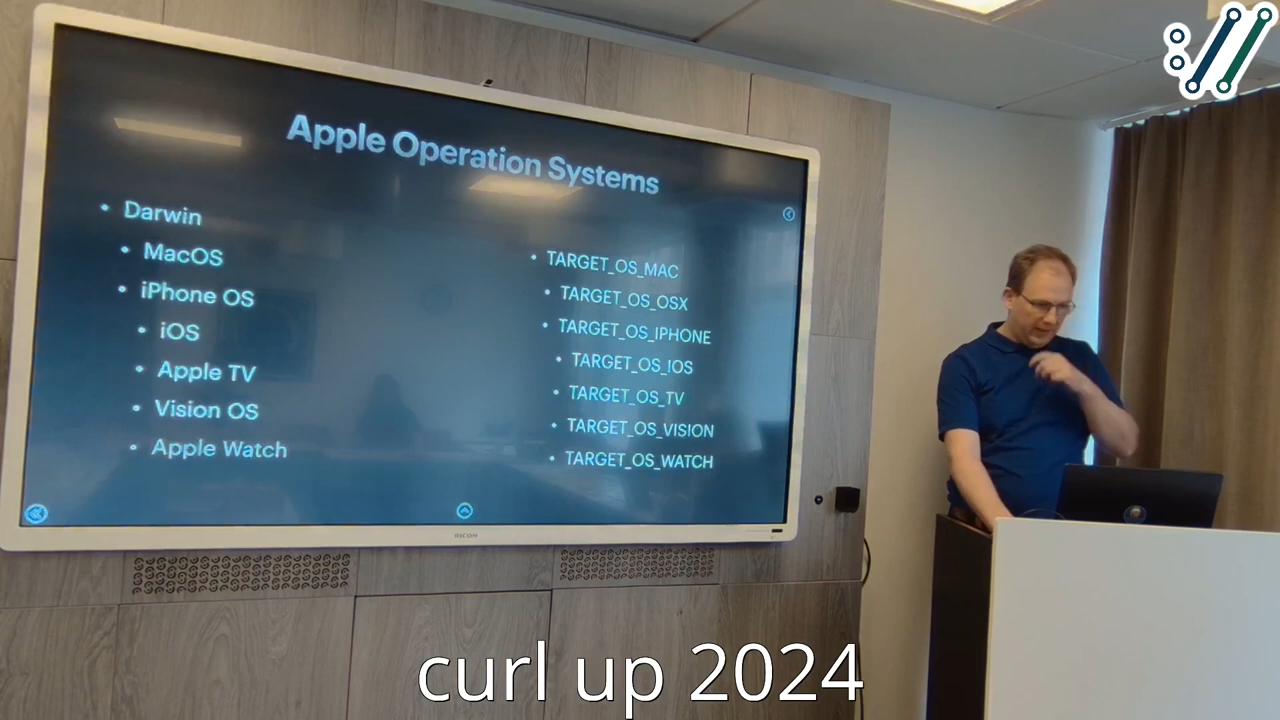 Apple Operation Systems
• Darwin
• MacOS
• iPhone OS
• iOS
• Apple TV
• Vision OS
• Apple Watch
• TARGET_OS_MAC
• TARGET_OS_OSX
• TARGET_OS_IPHONE
• TARGET_OS_IOS
• TARGET_OS_TV
• TARGET_OS_VISION
• TARGET_OS_WATCH
RICOH
curl up 2024